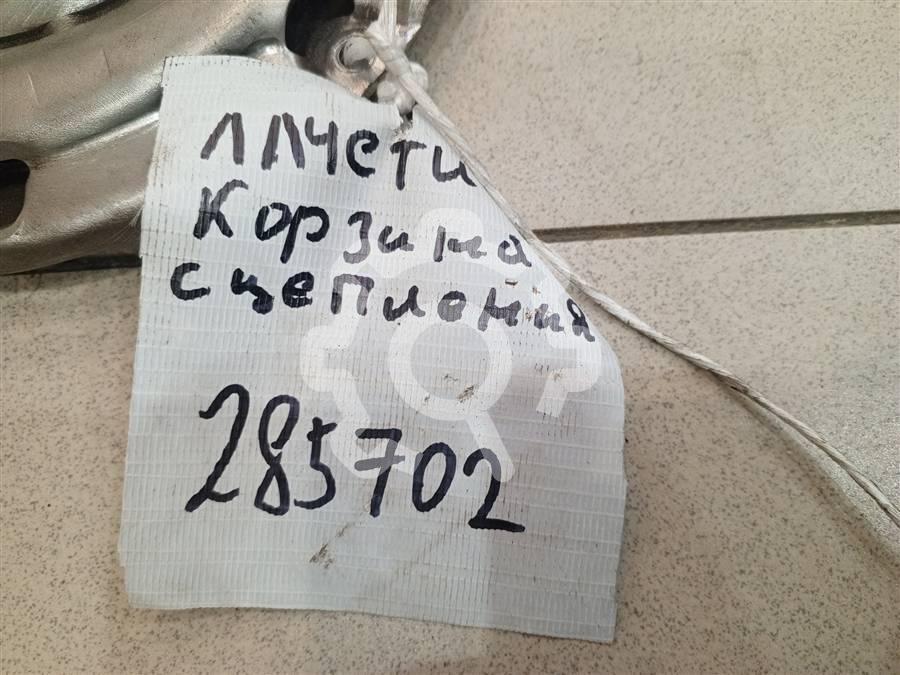 ЛАЧЕТИ
Корзина
сцепления
285702